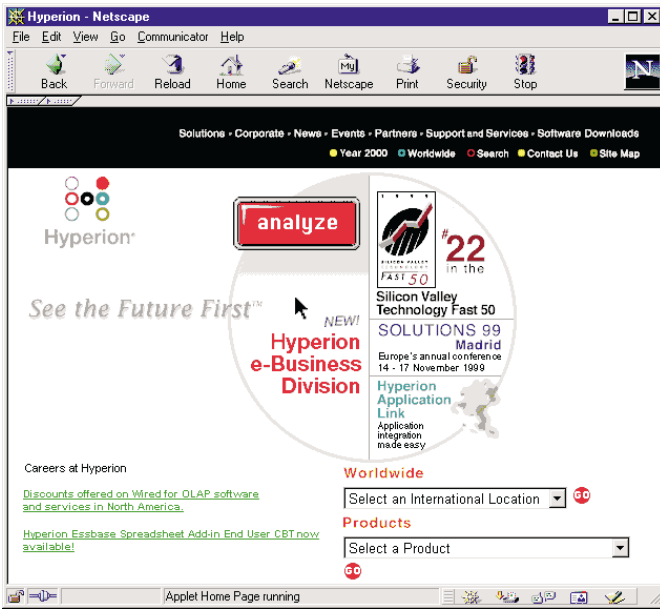 Hyperion - Netscape
File Edit View Go Communicator Help
Back Forward Reload Home Search Netscape Print Security Stop
My
N
Solutions - Corporate - News - Events - Partners - Support and Services - Software Downloads
Year 2000 Worldwide Search Contact Us Site Map
Hyperion
See the Future First™
analyze
NEW!
Hyperion
e-Business
Division
1999
SILICON VALLEY
TECHNOLOGY
FAST 50
#22
in the
Silicon Valley
Technology Fast 50
SOLUTIONS 99
Madrid
Europe's annual conference
14 - 17 November 1999
Hyperion
Application
Link
Application
integration
made easy
Careers at Hyperion
Discounts offered on Wired for OLAP software
and services in North America.
Hyperion Essbase Spreadsheet Add-in End User CBT now
available!
Worldwide
Select an International Location GO
Products
Select a Product
GO
Applet Home Page running